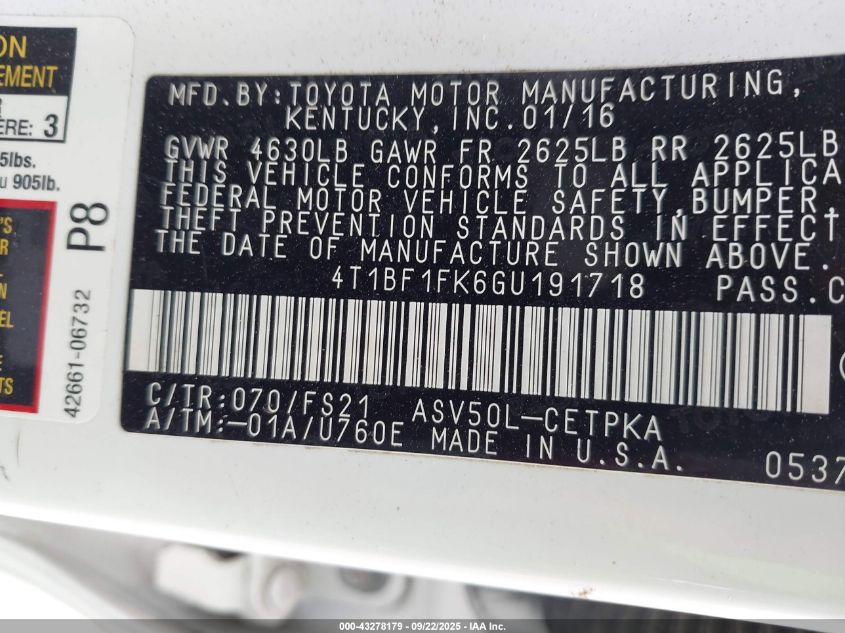 ON
EMENT
R
ERE: 3
5lbs.
u 905lb.
P8
'S
OR
N
EL
E
TS
42661-06732
MFD.BY:TOYOTA MOTOR MANUFACTURING,
KENTUCKY,INC.01/16
GVWR 4630LB GAWR FR 2625LB RR 2625LB
THIS VEHICLE CONFORMS TO ALL APPLICA
FEDERAL MOTOR VEHICLE SAFETY,BUMPER,
THEFT PREVENTION STANDARDS IN EFFECT
THE DATE OF MANUFACTURE SHOWN ABOVE.
4T1BF1FK6GU191718 PASS.C
C/TR:070/FS21 ASV50L-CETPKA
A/TM:-01A/U760E MADE IN U.S.A.
0537
000-43278179 - 09/22/2025 - IAA, Inc.